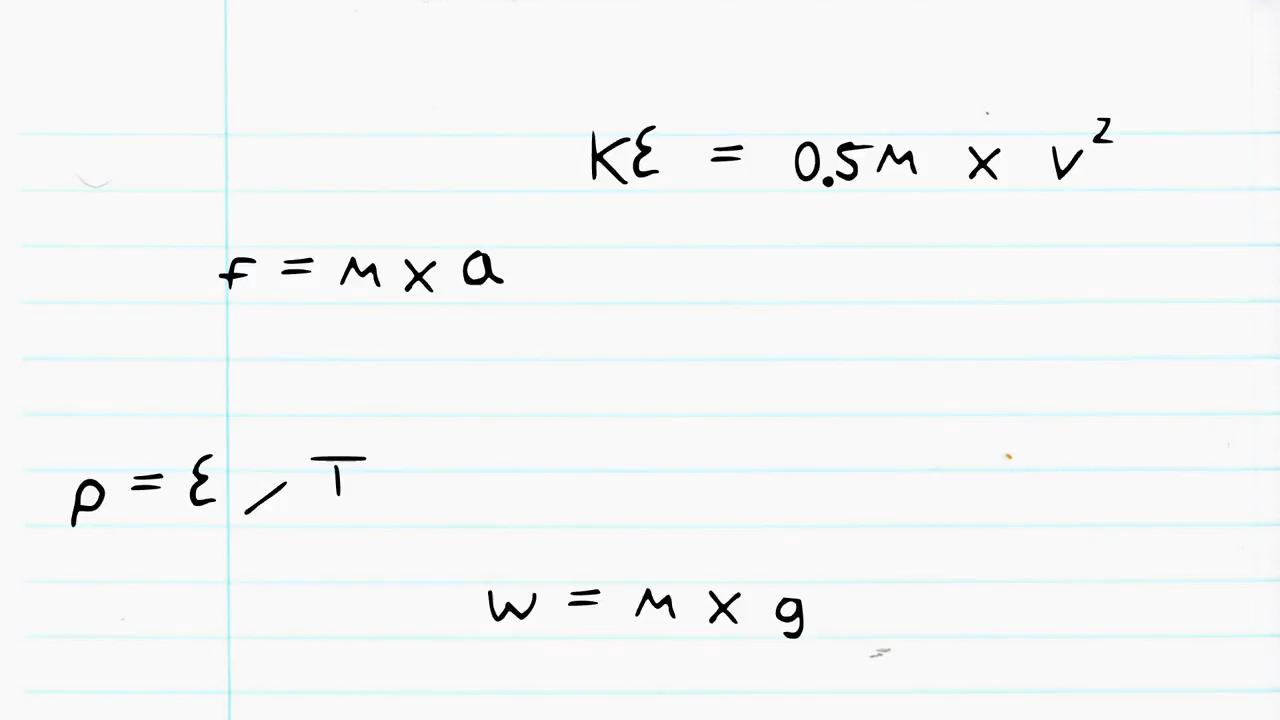 KE = 0.5M x v²
F = M x a
P = E / T
W = M x g